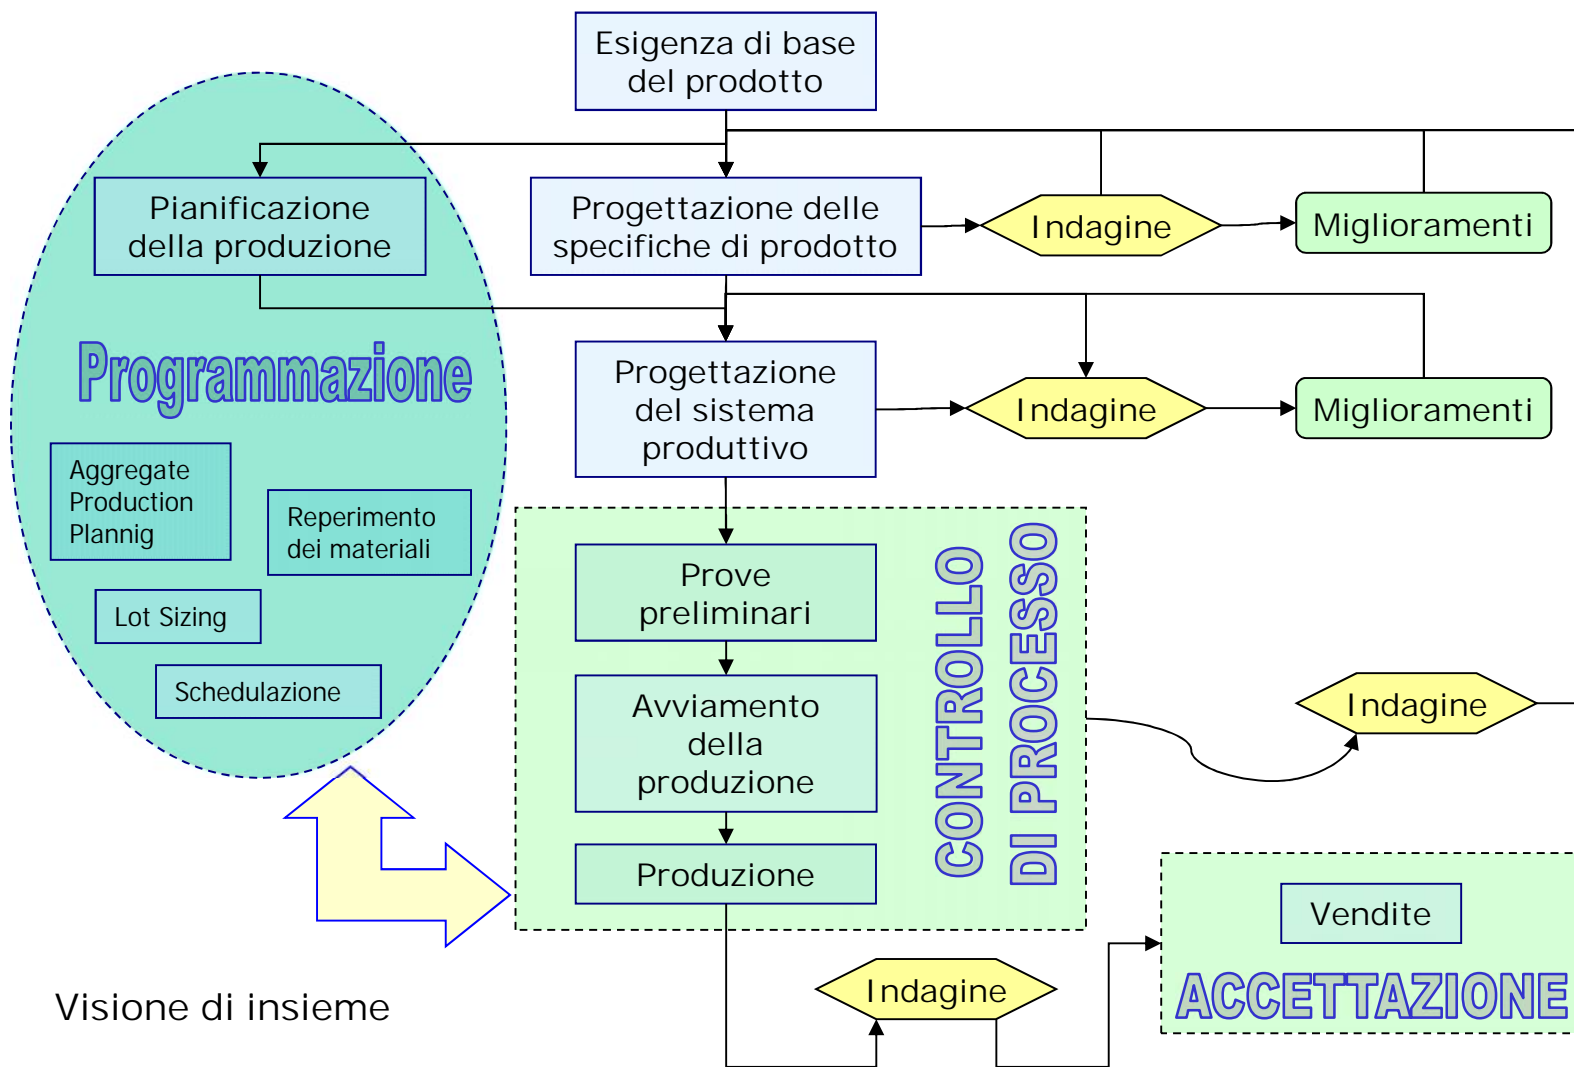 Esigenza di base
del prodotto
Pianificazione
della produzione
Progettazione delle
specifiche di prodotto
Indagine
Miglioramenti
Programmazione
Progettazione
del sistema
produttivo
Indagine
Miglioramenti
Aggregate
Production
Plannig
Reperimento
dei materiali
Lot Sizing
Schedulazione
Prove
preliminari
Avviamento
della
produzione
Produzione
CONTROLLO
DI PROCESSO
Indagine
Vendite
ACCETTAZIONE
Indagine
Visione di insieme